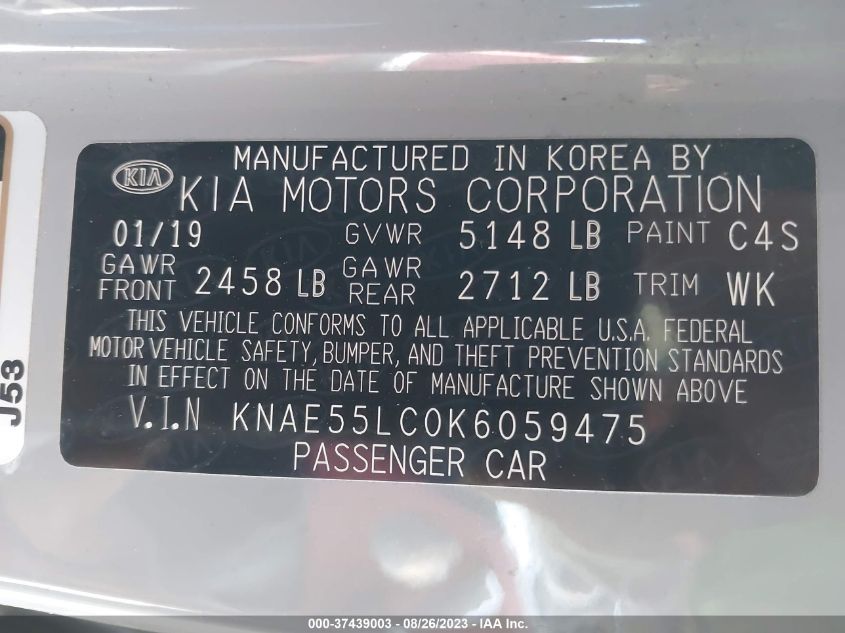 MANUFACTURED IN KOREA BY
KIA
KIA MOTORS CORPORATION
01/19 GVWR 5148 LB PAINT C4S
GAWR FRONT 2458 LB GAWR REAR 2712 LB TRIM WK
THIS VEHICLE CONFORMS TO ALL APPLICABLE U.S.A. FEDERAL
MOTOR VEHICLE SAFETY, BUMPER, AND THEFT PREVENTION STANDARDS
IN EFFECT ON THE DATE OF MANUFACTURE SHOWN ABOVE
V.I.N KNAE55LC0K6059475
PASSENGER CAR
J53
000-37439003 - 08/26/2023 - IAA Inc.